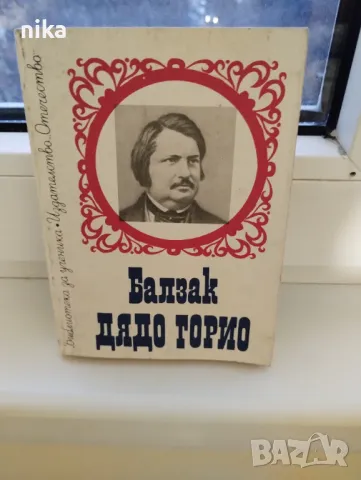 nika
Библиотека за ученика • Издателство „Отечество“
Балзак
ДЯДО ГОРИО
BAZAR